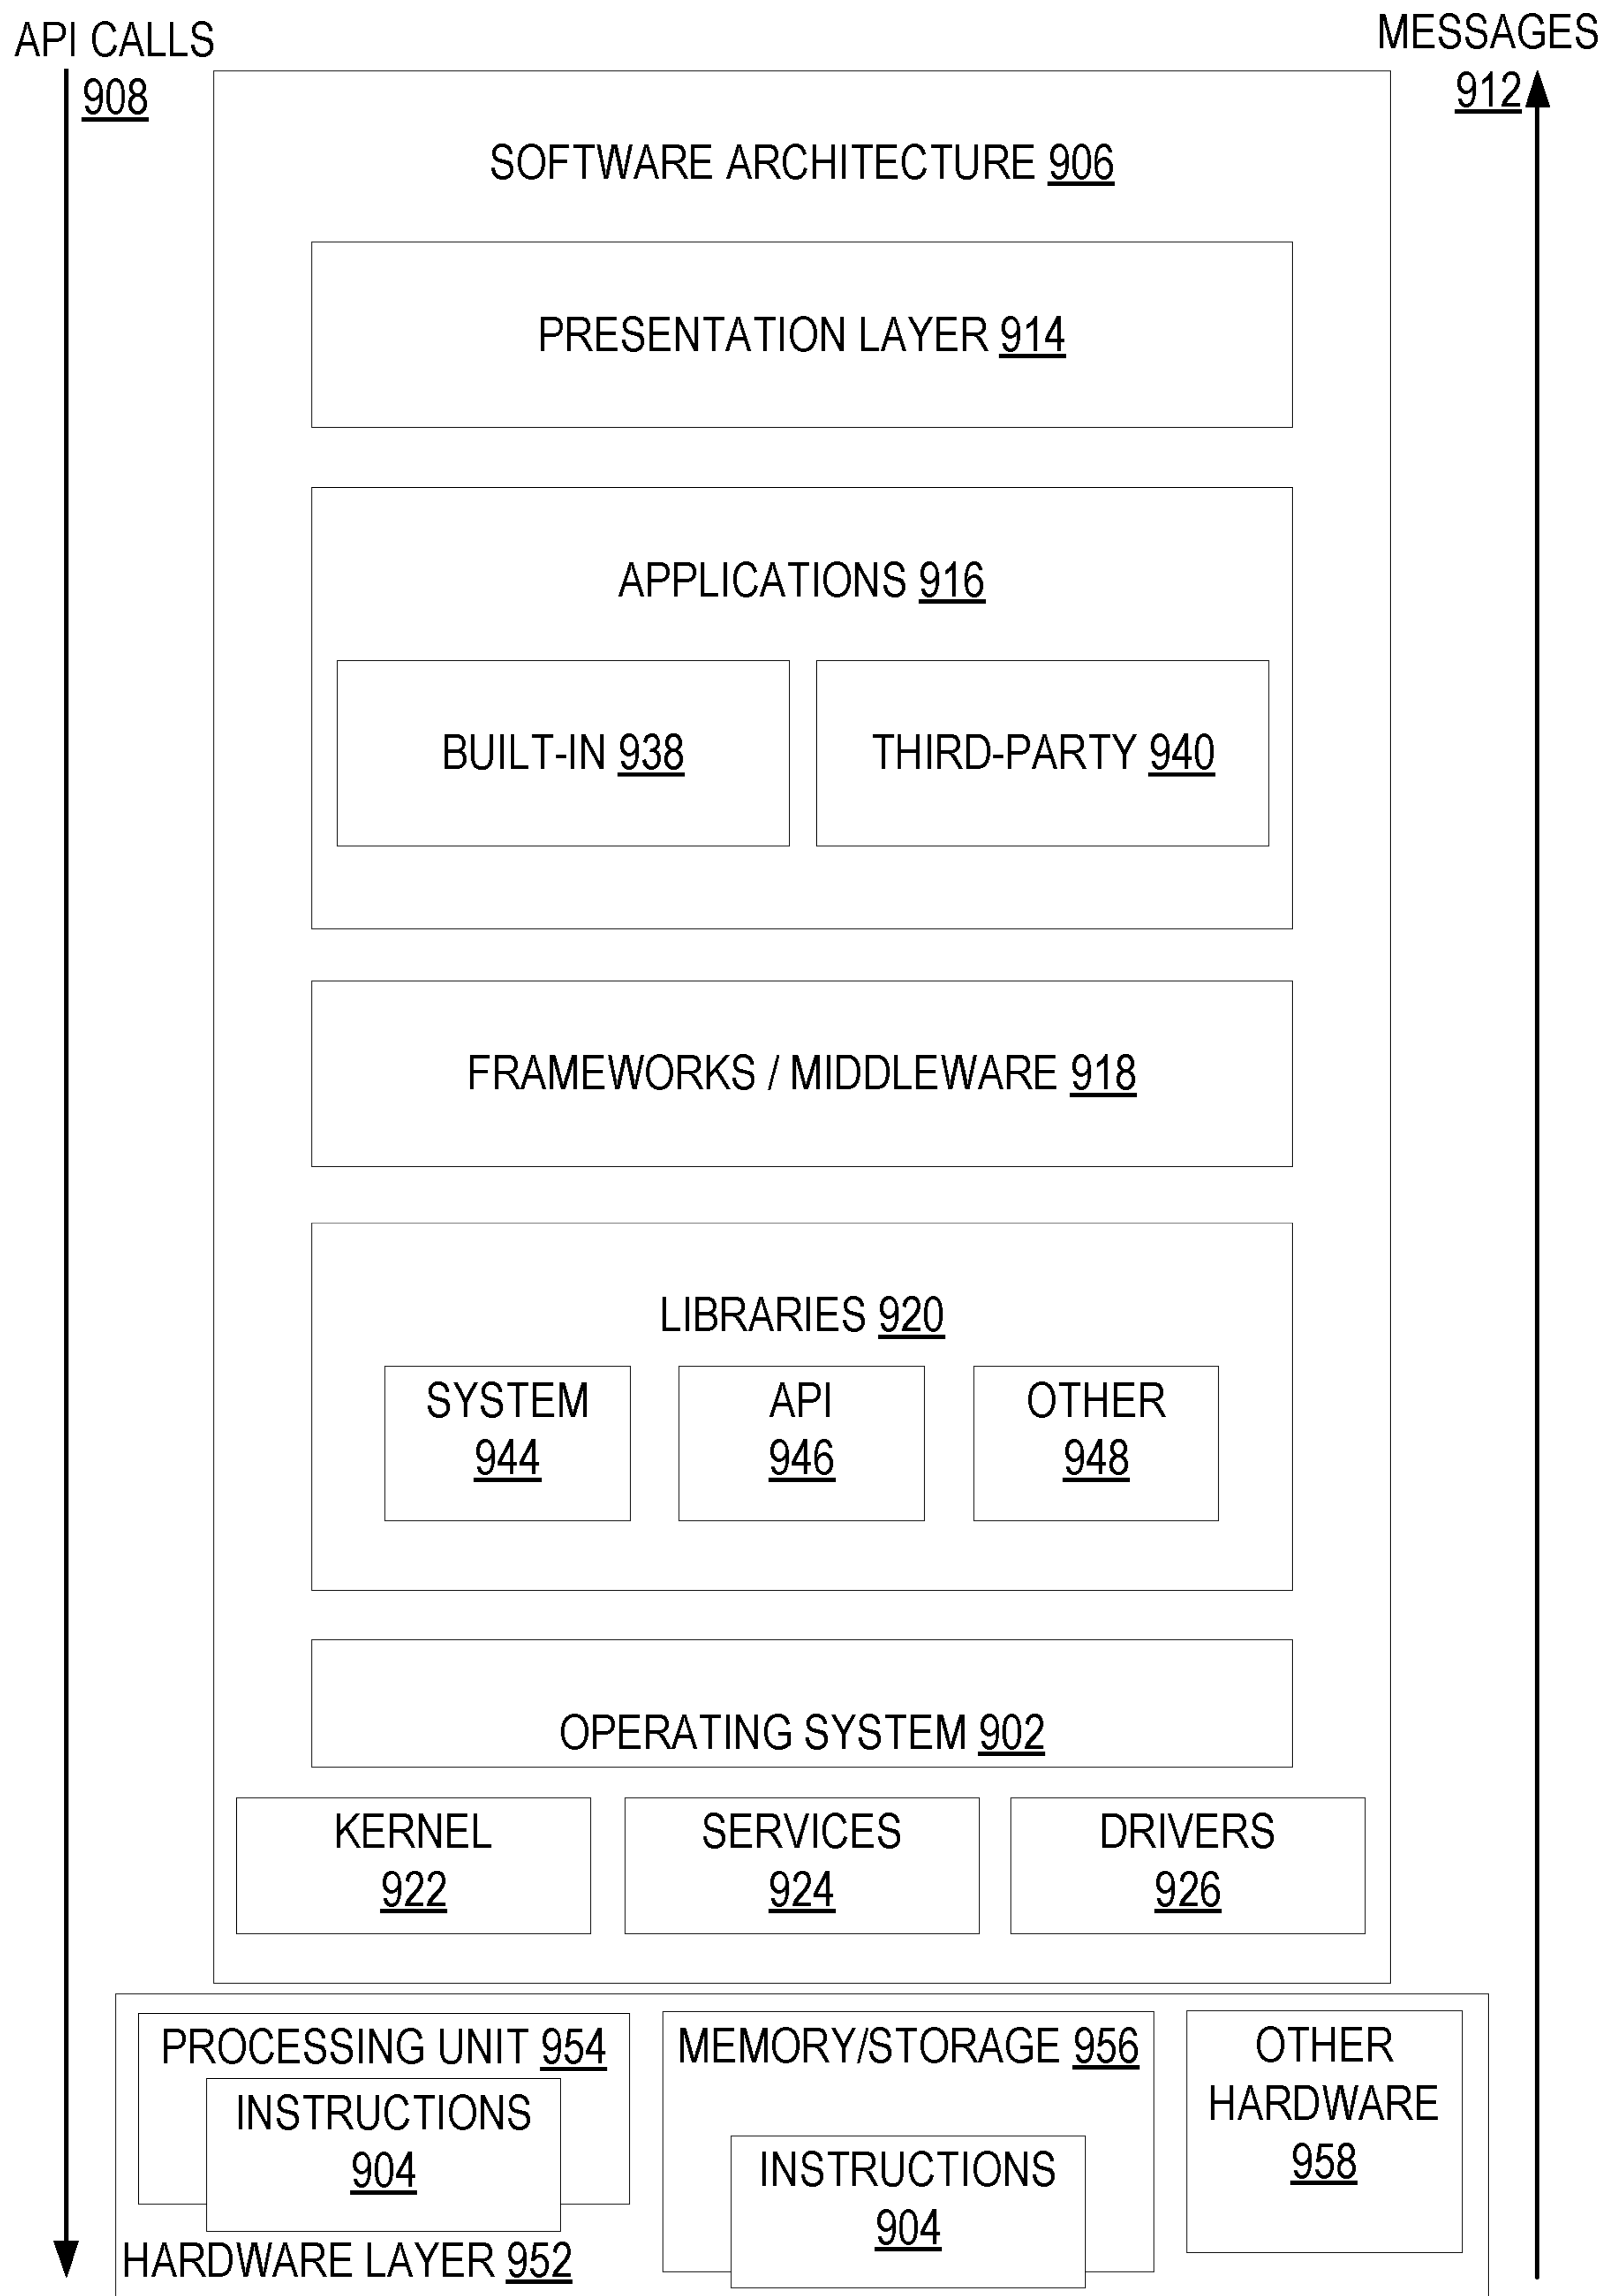 API CALLS
908
MESSAGES
912
SOFTWARE ARCHITECTURE 906
PRESENTATION LAYER 914
APPLICATIONS 916
BUILT-IN 938
THIRD-PARTY 940
FRAMEWORKS / MIDDLEWARE 918
LIBRARIES 920
SYSTEM
944
API
946
OTHER
948
OPERATING SYSTEM 902
KERNEL
922
SERVICES
924
DRIVERS
926
PROCESSING UNIT 954
INSTRUCTIONS
904
MEMORY/STORAGE 956
INSTRUCTIONS
904
OTHER
HARDWARE
958
HARDWARE LAYER 952